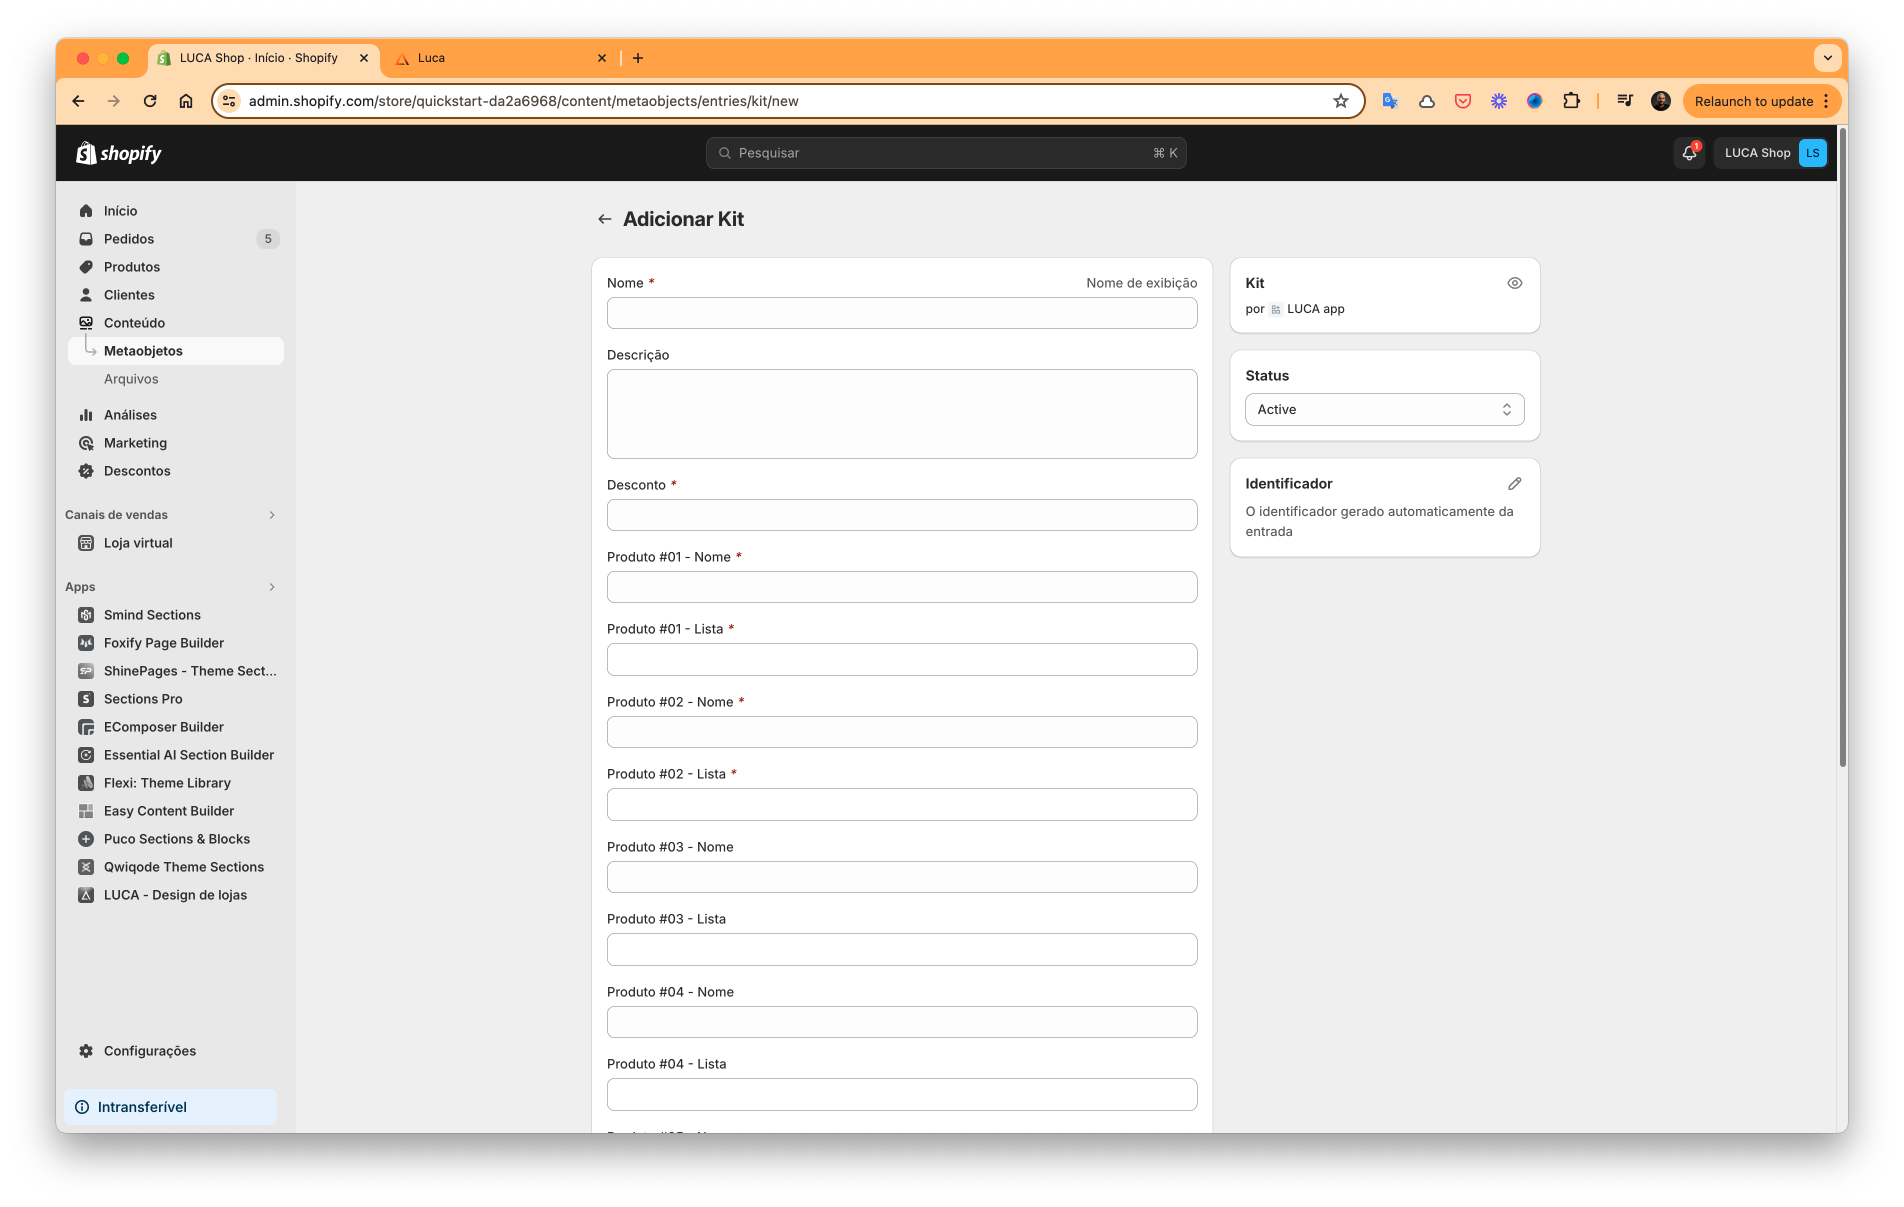 LUCA Shop · Início · Shopify
Luca
admin.shopify.com/store/quickstart-da2a6968/content/metaobjects/entries/kit/new
Relaunch to update
shopify
Pesquisar
⌘ K
1
LUCA Shop
LS
Início
Pedidos
5
Produtos
Clientes
Conteúdo
Metaobjetos
Arquivos
Análises
Marketing
Descontos
Canais de vendas
Loja virtual
Apps
Smind Sections
Foxify Page Builder
ShinePages - Theme Sect...
Sections Pro
EComposer Builder
Essential AI Section Builder
Flexi: Theme Library
Easy Content Builder
Puco Sections & Blocks
Qwiqode Theme Sections
LUCA - Design de lojas
Configurações
Intransferível
Adicionar Kit
Nome *
Nome de exibição
Descrição
Desconto *
Produto #01 - Nome *
Produto #01 - Lista *
Produto #02 - Nome *
Produto #02 - Lista *
Produto #03 - Nome
Produto #03 - Lista
Produto #04 - Nome
Produto #04 - Lista
Kit
por LUCA app
Status
Active
Identificador
O identificador gerado automaticamente da
entrada